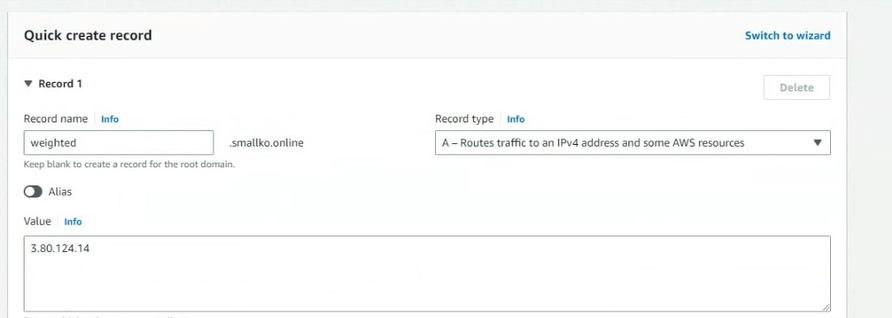 Quick create record
Switch to wizard
Record 1
Delete
Record name Info
Record type Info
weighted
.smallko.online
A – Routes traffic to an IPv4 address and some AWS resources
Keep blank to create a record for the root domain.
Alias
Value Info
3.80.124.14